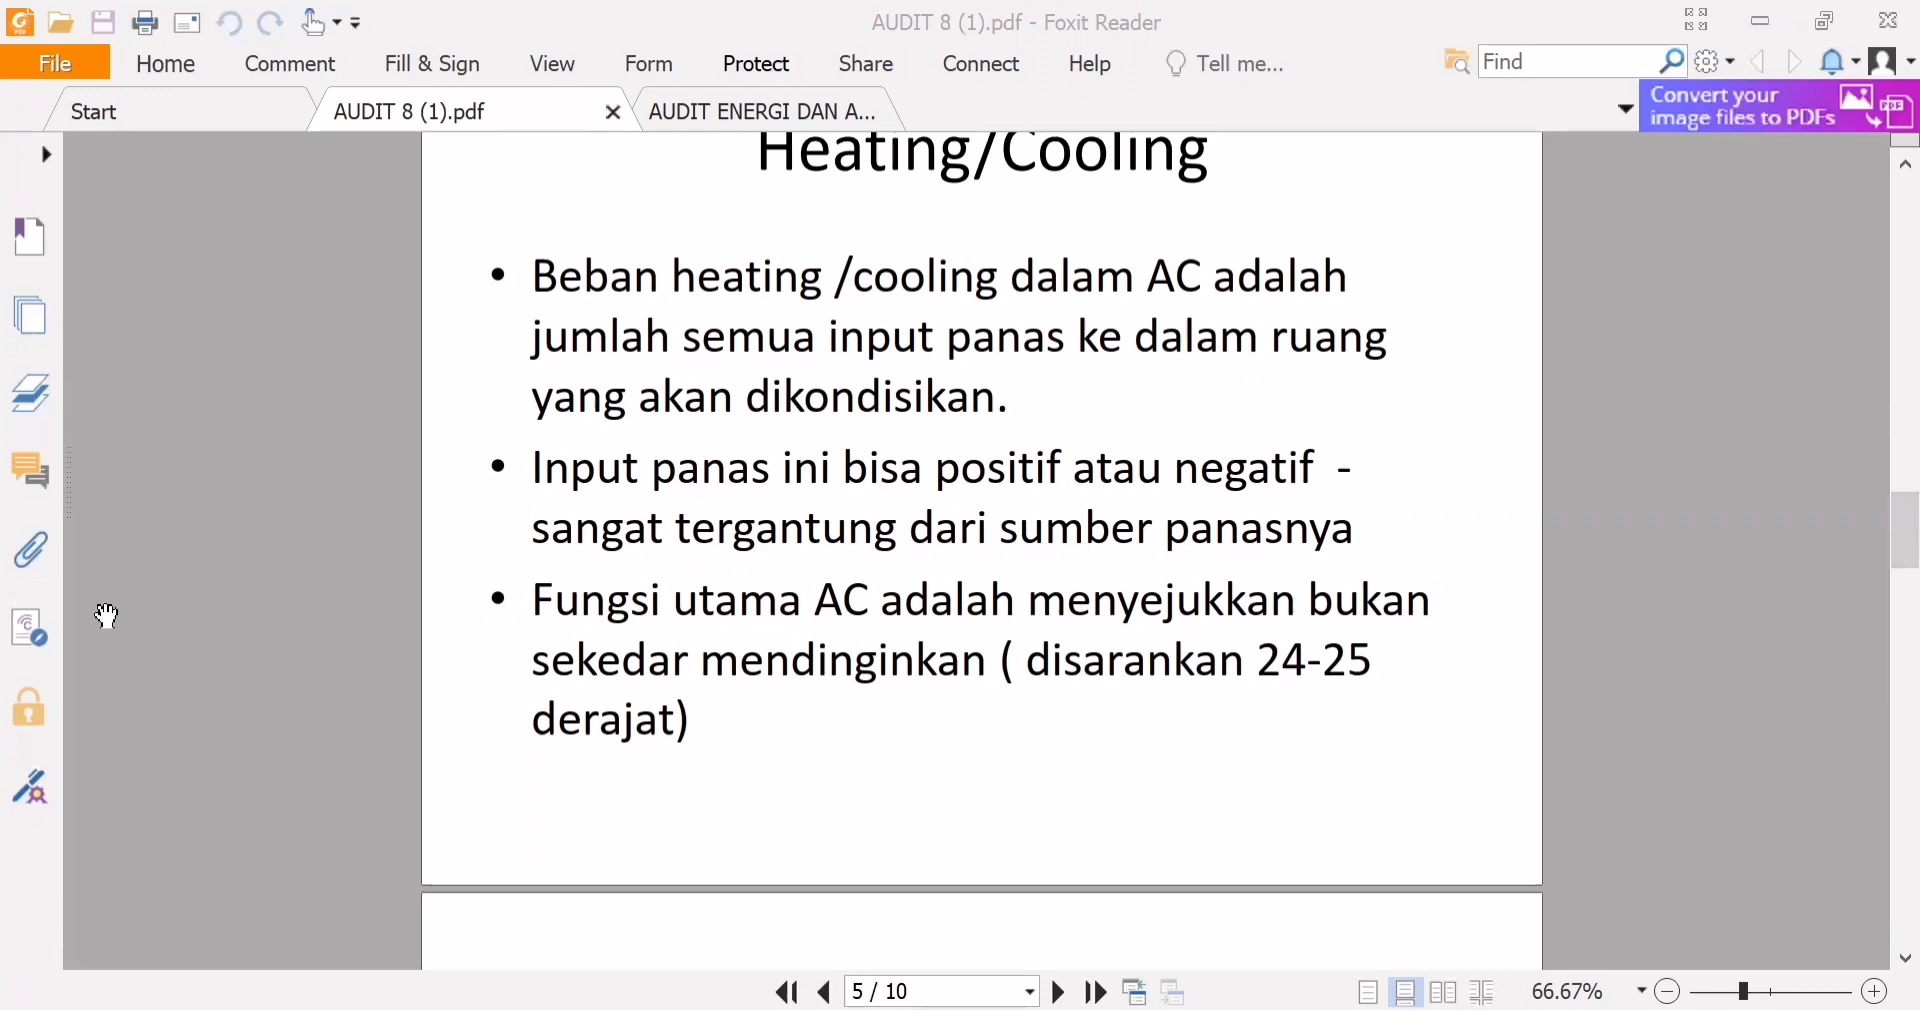 AUDIT 8 (1).pdf - Foxit Reader
File Home Comment Fill & Sign View Form Protect Share Connect Help Tell me... Find
Start AUDIT 8 (1).pdf AUDIT ENERGI DAN A...
Convert your
image files to PDFs
PDF
Heating/Cooling
• Beban heating /cooling dalam AC adalah
jumlah semua input panas ke dalam ruang
yang akan dikondisikan.
• Input panas ini bisa positif atau negatif -
sangat tergantung dari sumber panasnya
• Fungsi utama AC adalah menyejukkan bukan
sekedar mendinginkan ( disarankan 24-25
derajat)
5 / 10 66.67%